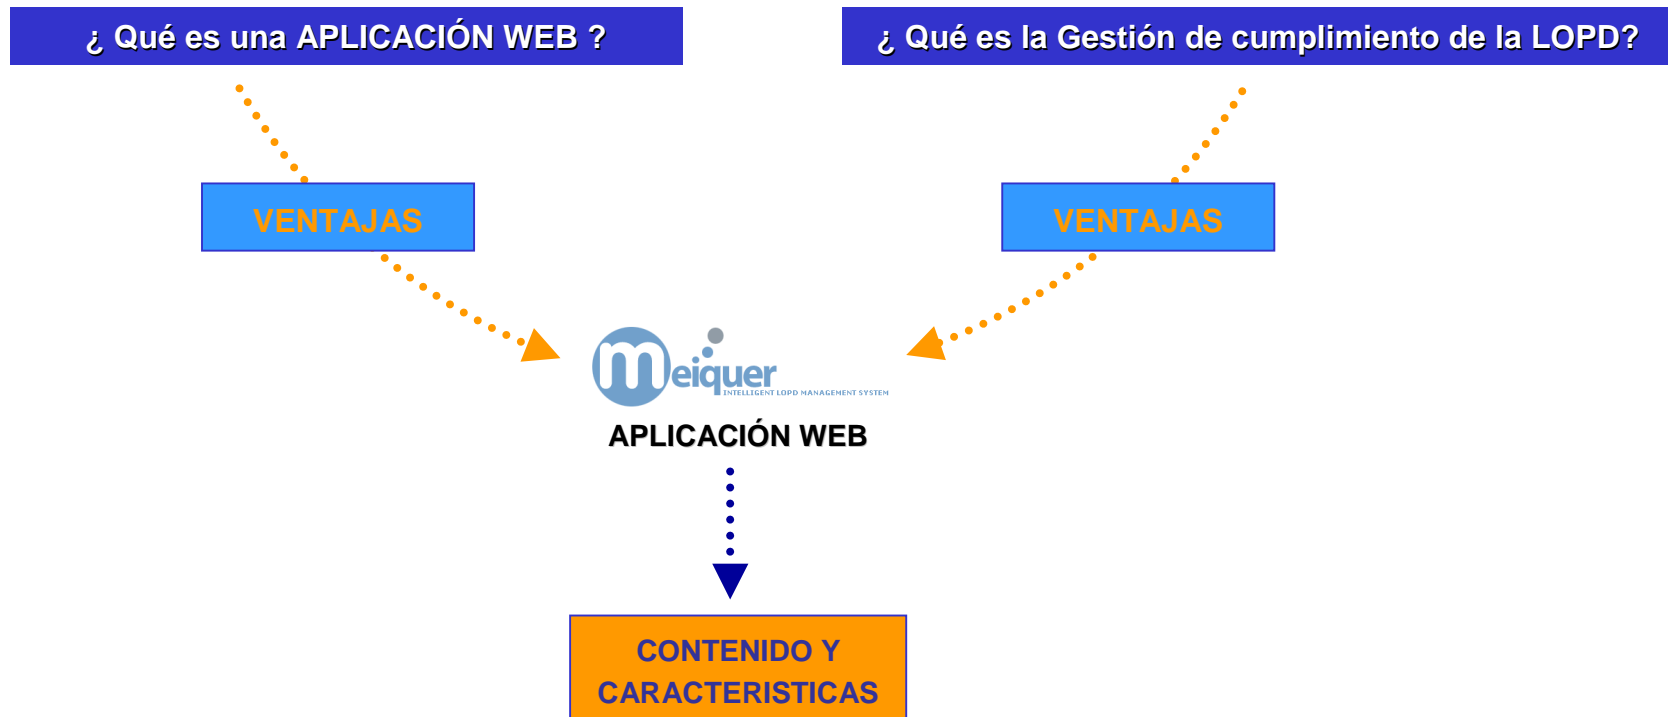 ¿ Qué es una APLICACIÓN WEB ?
¿ Qué es la Gestión de cumplimiento de la LOPD?
VENTAJAS
VENTAJAS
meiquer
INTELLIGENT LOPD MANAGEMENT SYSTEM
APLICACIÓN WEB
CONTENIDO Y
CARACTERISTICAS